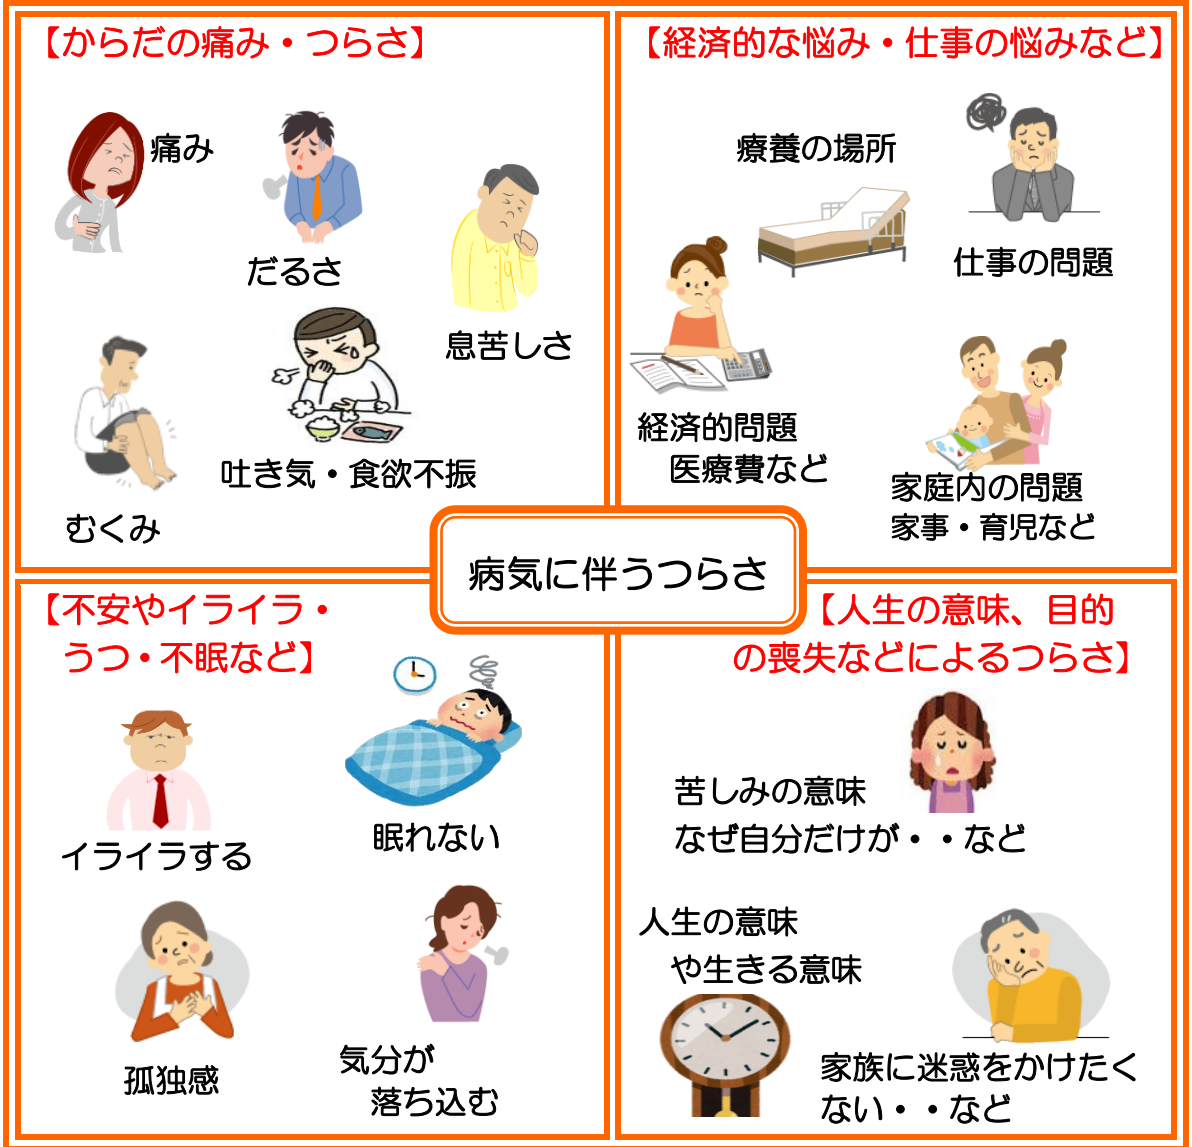 【からだの痛み・つらさ】
痛み
だるさ
息苦しさ
吐き気・食欲不振
むくみ
【経済的な悩み・仕事の悩みなど】
療養の場所
仕事の問題
経済的問題
医療費など
家庭内の問題
家事・育児など
病気に伴うつらさ
【不安やイライラ・
うつ・不眠など】
イライラする
眠れない
孤独感
気分が
落ち込む
【人生の意味、目的
の喪失などによるつらさ】
苦しみの意味
なぜ自分だけが・・など
人生の意味
や生きる意味
家族に迷惑をかけたく
ない・・など